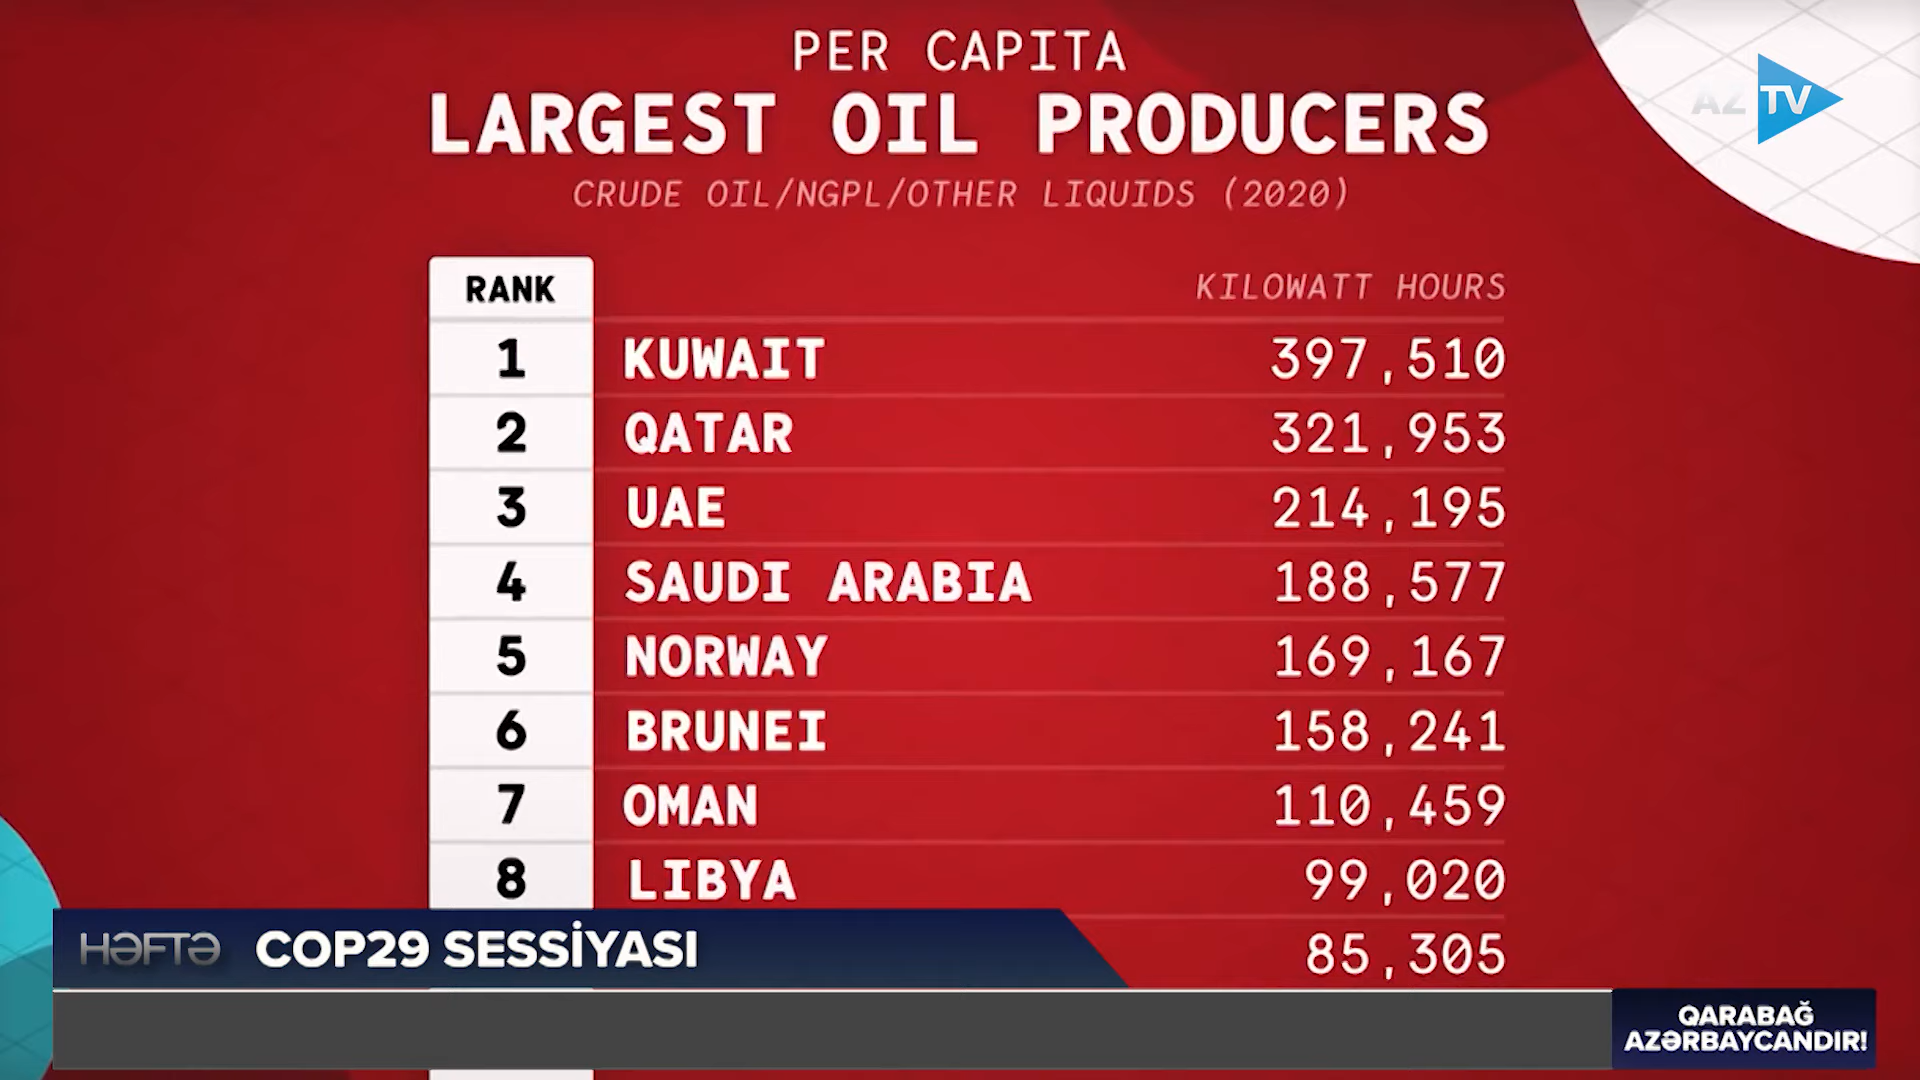 PER CAPITA
LARGEST OIL PRODUCERS
CRUDE OIL/NGPL/OTHER LIQUIDS (2020)
AZTV
RANK KILOWATT HOURS
1 KUWAIT 397,510
2 QATAR 321,953
3 UAE 214,195
4 SAUDI ARABIA 188,577
5 NORWAY 169,167
6 BRUNEI 158,241
7 OMAN 110,459
8 LIBYA 99,020
85,305
HƏFTƏ COP29 SESSİYASI
QARABAĞ
AZƏRBAYCANDIR!